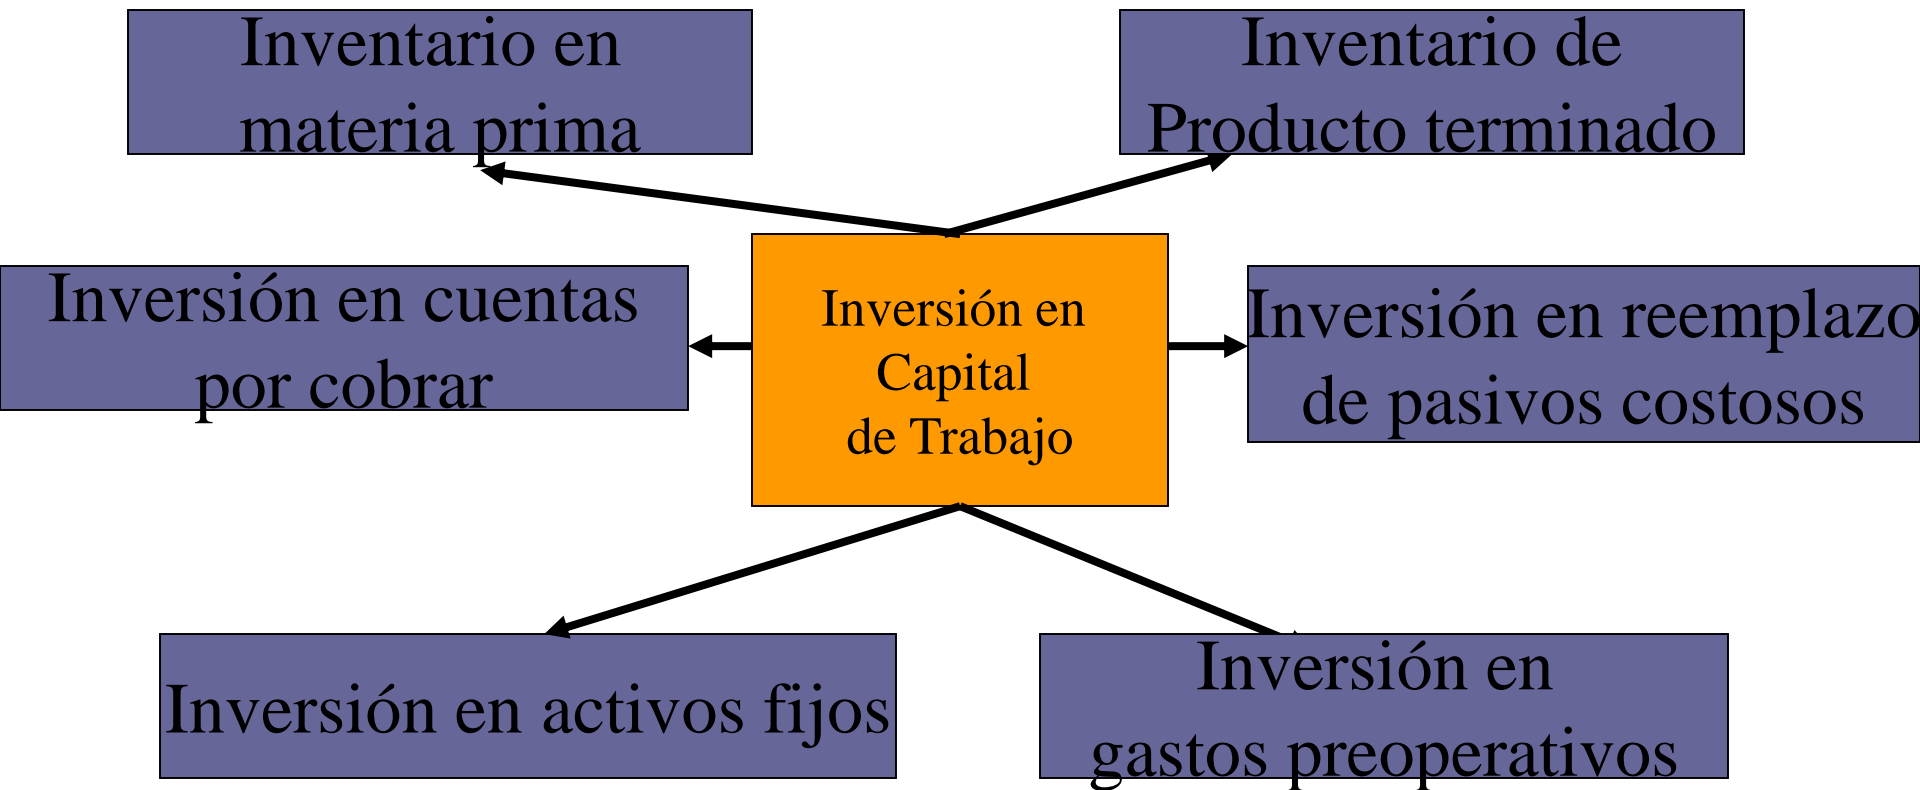 Inventario en
materia prima
Inventario de
Producto terminado
Inversión en cuentas
por cobrar
Inversión en
Capital
de Trabajo
Inversión en reemplazo
de pasivos costosos
Inversión en activos fijos
Inversión en
gastos preoperativos